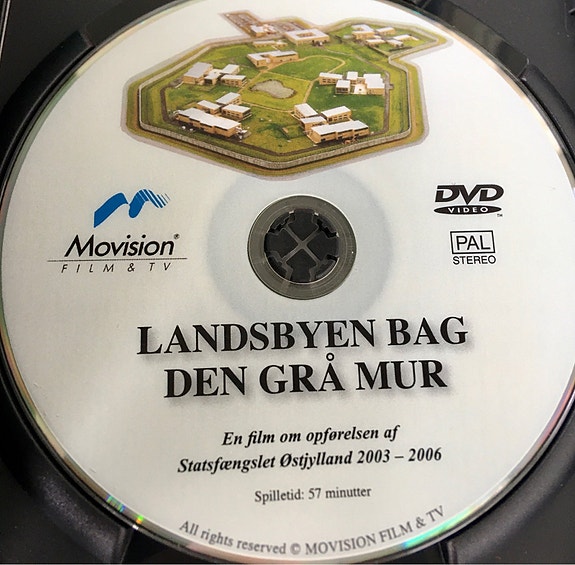 Movision®
FILM & TV
DVD
VIDEO™
PAL
STEREO
LANDSBYEN BAG
DEN GRÅ MUR
En film om opførelsen af
Statsfængslet Østjylland 2003 – 2006
Spilletid: 57 minutter
All rights reserved © MOVISION FILM & TV